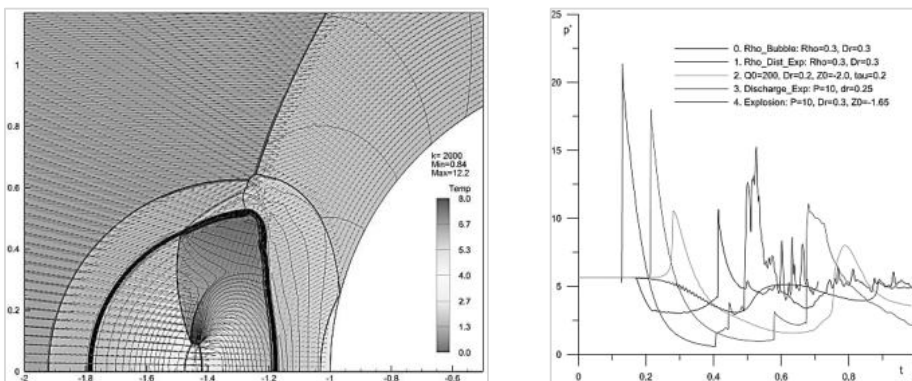 1
0.8
0.6
0.4
0.2
0
-2
-1.8
-1.6
-1.4
-1.2
-1
-0.8
-0.6
k= 2000
Min=0.84
Max=12.2
Temp
8.0
6.7
5.3
4.0
2.7
1.3
0.0
25
p*
20
15
10
5
0
0
0.2
0.4
0.6
0.8
t
0. Rho_Bubble: Rho=0.3, Dr=0.3
1. Rho_Dist_Exp: Rho=0.3, Dr=0.3
2. Q0=200, Dr=0.2, Z0=-2.0, tau=0.2
3. Discharge_Exp: P=10, dr=0.25
4. Explosion: P=10, Dr=0.3, Z0=-1.65